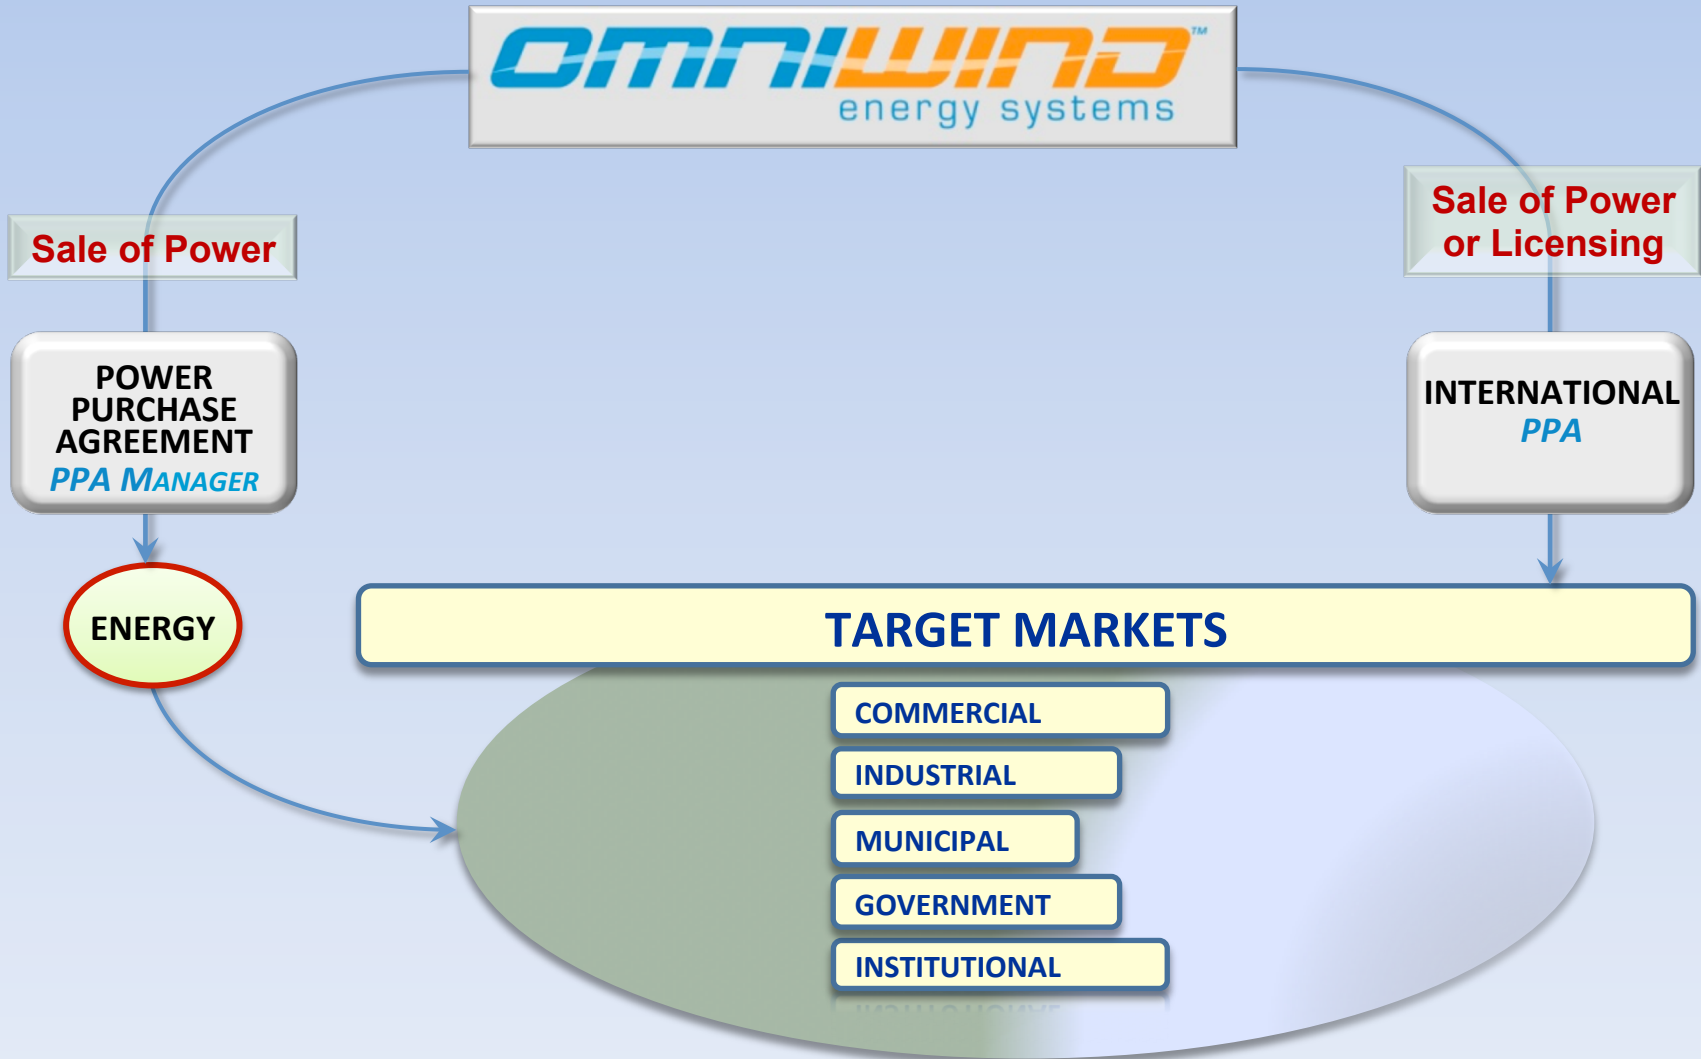 OMNIWIND™
energy systems
Sale of Power
Sale of Power
or Licensing
POWER
PURCHASE
AGREEMENT
PPA MANAGER
INTERNATIONAL
PPA
ENERGY
TARGET MARKETS
COMMERCIAL
INDUSTRIAL
MUNICIPAL
GOVERNMENT
INSTITUTIONAL